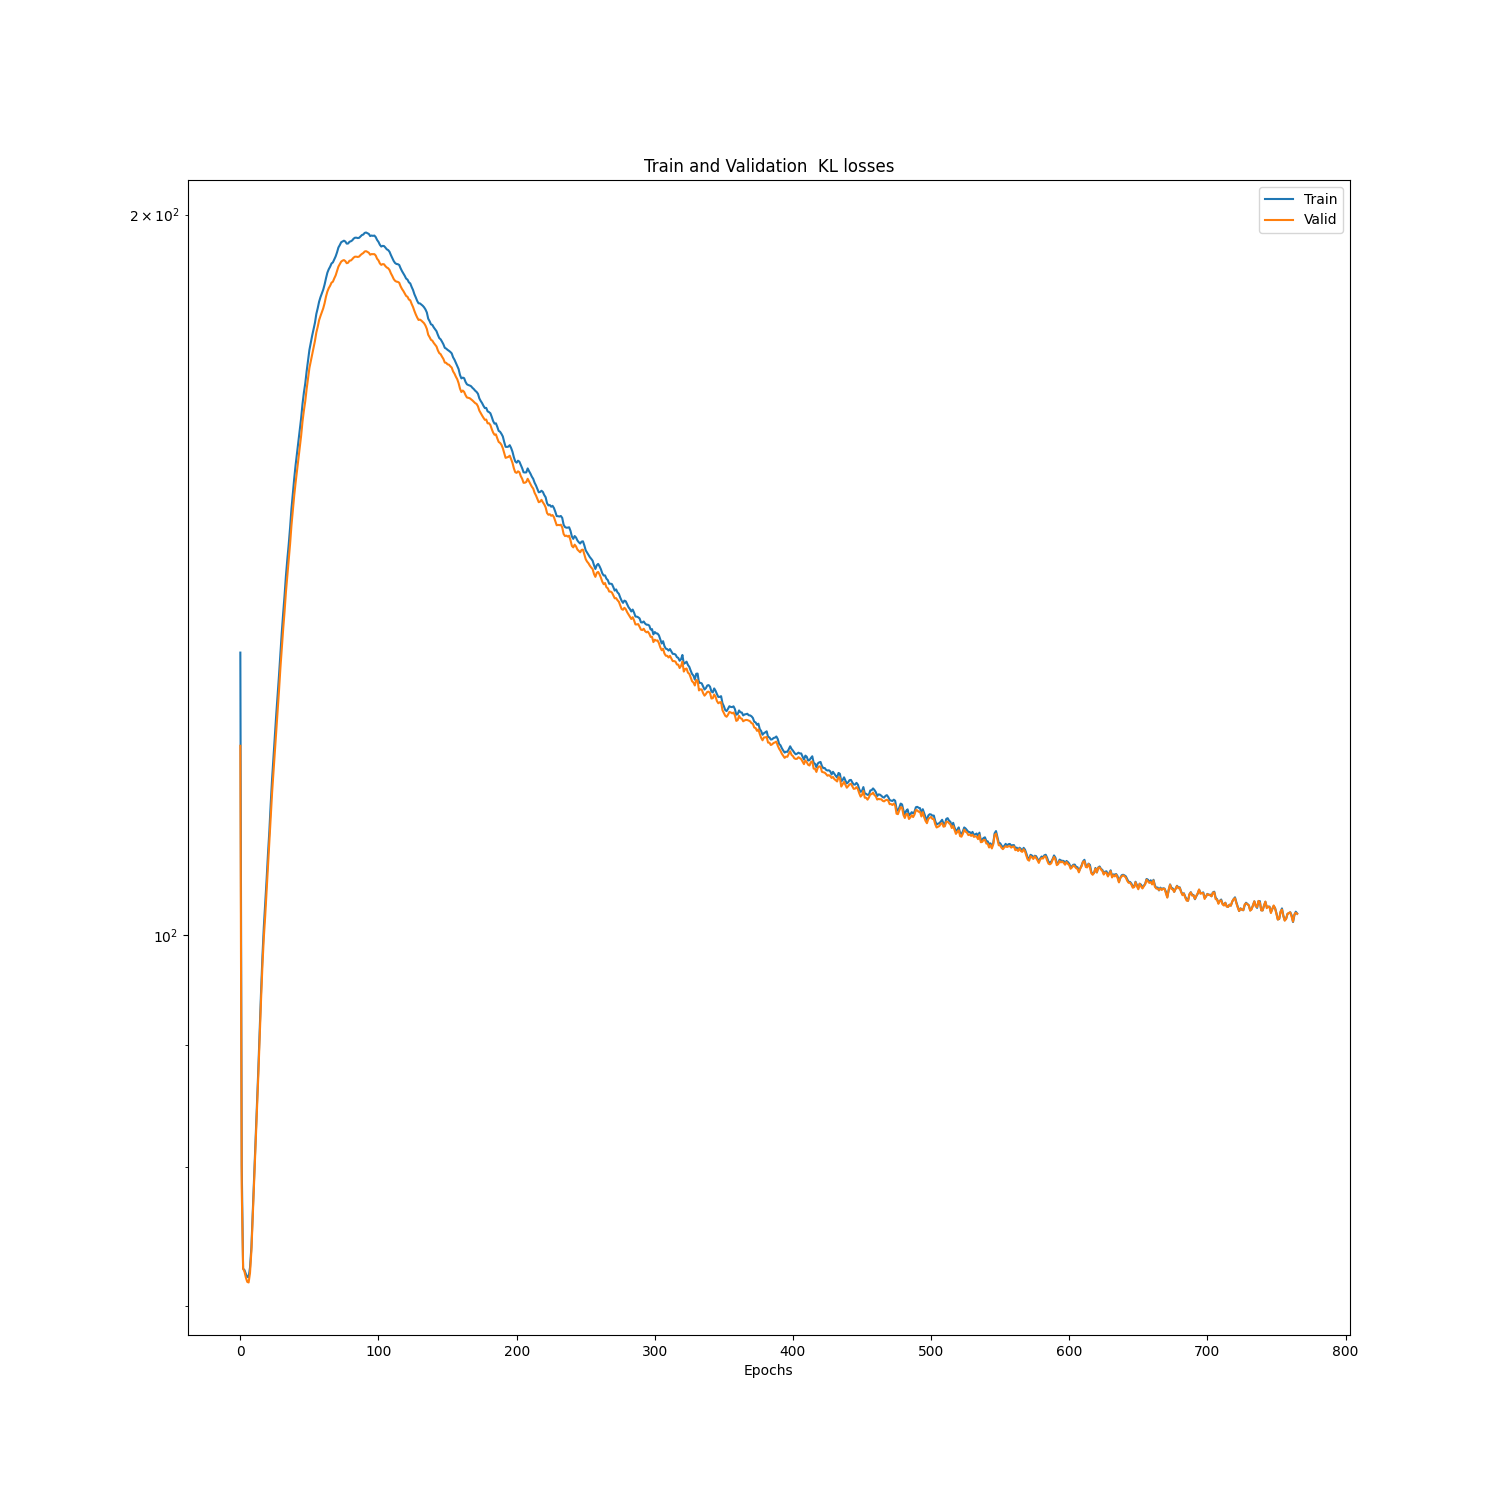 Train and Validation  KL losses
2 × 10²
Train
Valid
10²
0 100 200 300 400 500 600 700 800
Epochs